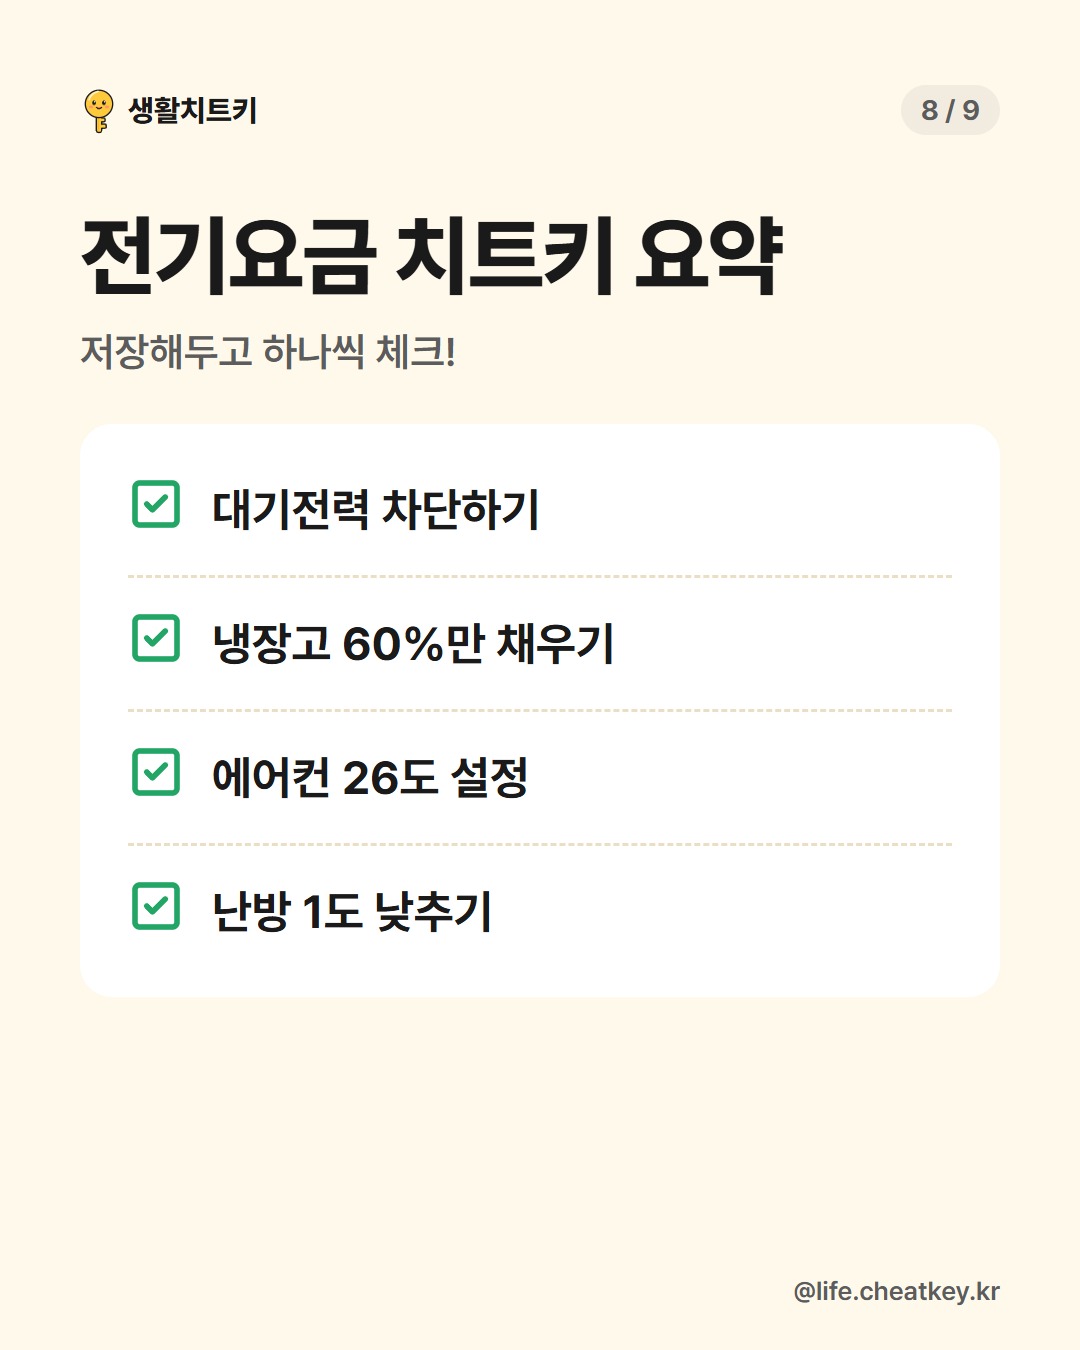 생활치트키
8 / 9
전기요금 치트키 요약
저장해두고 하나씩 체크!
대기전력 차단하기
냉장고 60%만 채우기
에어컨 26도 설정
난방 1도 낮추기
@life.cheatkey.kr